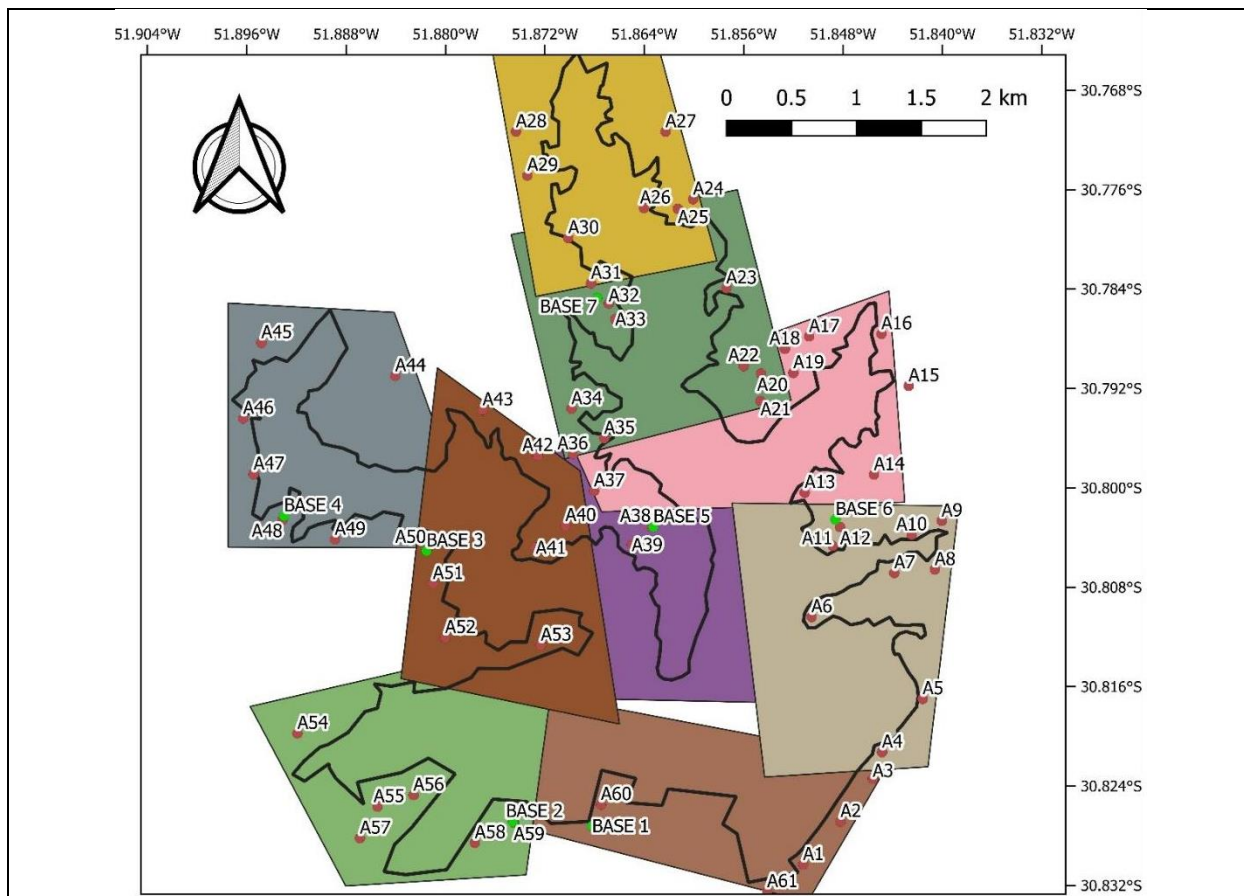 51.904°W 51.896°W 51.888°W 51.880°W 51.872°W 51.864°W 51.856°W 51.848°W 51.840°W 51.832°W
0 0.5 1 1.5 2 km
30.768°S
A28 A27
A29
30.776°S
A26 A24
A25
A30
A31 A23
30.784°S
BASE 7 A32
A33
A45 A18 A17 A16
A44 A22 A19 A15
A20
30.792°S
A46 A43 A34 A21
A42 A36 A35
A47 A37 A13 A14
30.800°S
BASE 4 A40 A38 BASE 5 BASE 6 A9
A48 A49 A50 BASE 3 A41 A39 A11 A12 A10
A51 A7 A8
30.808°S
A52 A53 A6
30.816°S
A5
A54 A4
A3
30.824°S
A55 A56 A60 A2
A57 A58 BASE 2 A59 BASE 1
A1
A61
30.832°S